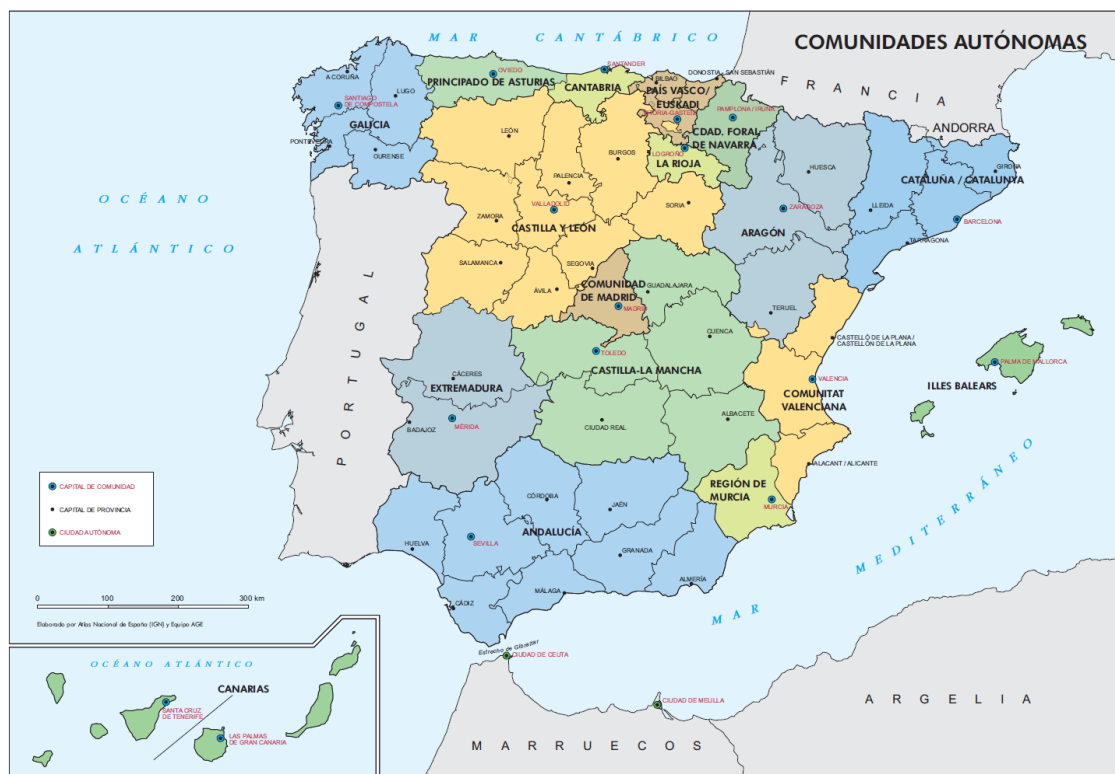 COMUNIDADES AUTÓNOMAS
MAR CANTÁBRICO
FRANCIA
ANDORRA
OCÉANO
ATLÁNTICO
PORTUGAL
A CORUÑA
LUGO
SANTIAGO
DE COMPOSTELA
GALICIA
PONTEVEDRA
OURENSE
OVIEDO
PRINCIPADO DE ASTURIAS
SANTANDER
CANTABRIA
BILBAO
DONOSTIA - SAN SEBASTIÁN
PAÍS VASCO/
EUSKADI
VITORIA-GASTEIZ
PAMPLONA / IRUÑA
CDAD. FORAL
DE NAVARRA
LOGROÑO
LA RIOJA
HUESCA
ZARAGOZA
ARAGÓN
TERUEL
GIRONA
CATALUÑA / CATALUNYA
LLEIDA
BARCELONA
TARRAGONA
LEÓN
BURGOS
PALENCIA
VALLADOLID
ZAMORA
CASTILLA Y LEÓN
SORIA
SALAMANCA
SEGOVIA
ÁVILA
COMUNIDAD
DE MADRID
MADRID
GUADALAJARA
CUENCA
TOLEDO
CASTILLA-LA MANCHA
CIUDAD REAL
ALBACETE
CÁCERES
EXTREMADURA
BADAJOZ
MÉRIDA
CASTELLÓ DE LA PLANA /
CASTELLÓN DE LA PLANA
VALENCIA
COMUNITAT
VALENCIANA
ALACANT / ALICANTE
PALMA DE MALLORCA
ILLES BALEARS
REGIÓN DE
MURCIA
MURCIA
CÓRDOBA
JAÉN
ANDALUCÍA
SEVILLA
HUELVA
GRANADA
ALMERÍA
MÁLAGA
CÁDIZ
MAR MEDITERRÁNEO
Estrecho de Gibraltar
CIUDAD DE CEUTA
CIUDAD DE MELILLA
MARRUECOS
ARGELIA
CAPITAL DE COMUNIDAD
CAPITAL DE PROVINCIA
CIUDAD AUTÓNOMA
0 100 200 300 km
Elaborado por Atlas Nacional de España (IGN) y Equipo AGE
OCÉANO ATLÁNTICO
CANARIAS
SANTA CRUZ
DE TENERIFE
LAS PALMAS
DE GRAN CANARIA